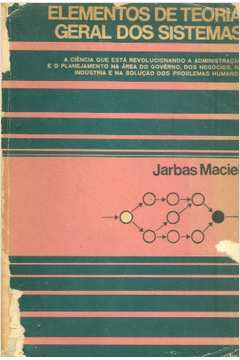 ELEMENTOS DE TEORIA
GERAL DOS SISTEMAS
A CIÊNCIA QUE ESTÁ REVOLUCIONANDO A ADMINISTRAÇÃ
E O PLANEJAMENTO NA ÁREA DO GOVÊRNO, DOS NEGÓCIOS, N
INDÚSTRIA E NA SOLUÇÃO DOS PROBLEMAS HUMANO
Jarbas Maciel